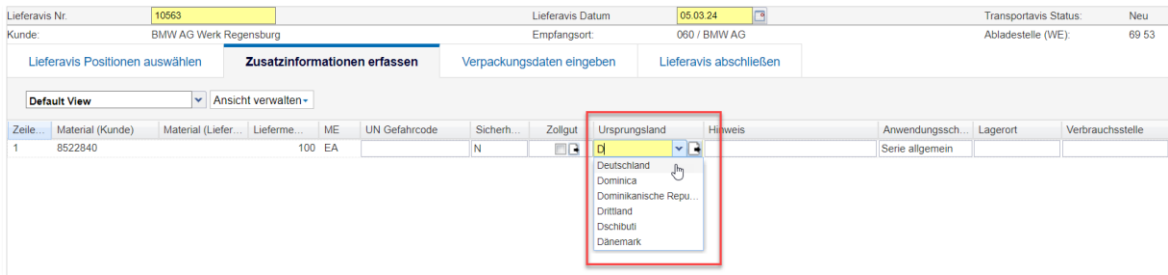 Lieferavis Nr. 10563 Lieferavis Datum 05.03.24 Transportavis Status: Neu
Kunde: BMW AG Werk Regensburg Empfangsort: 060 / BMW AG Abladestelle (WE): 69 53
Lieferavis Positionen auswählen Zusatzinformationen erfassen Verpackungsdaten eingeben Lieferavis abschließen
Default View Ansicht verwalten
Zeile... Material (Kunde) Material (Liefer... Lieferme... ME UN Gefahrcode Sicherh... Zollgut Ursprungsland Hinweis Anwendungssch... Lagerort Verbrauchsstelle
1 8522840 100 EA N D Serie allgemein
Deutschland
Dominica
Dominikanische Repu...
Drittland
Dschibuti
Dänemark